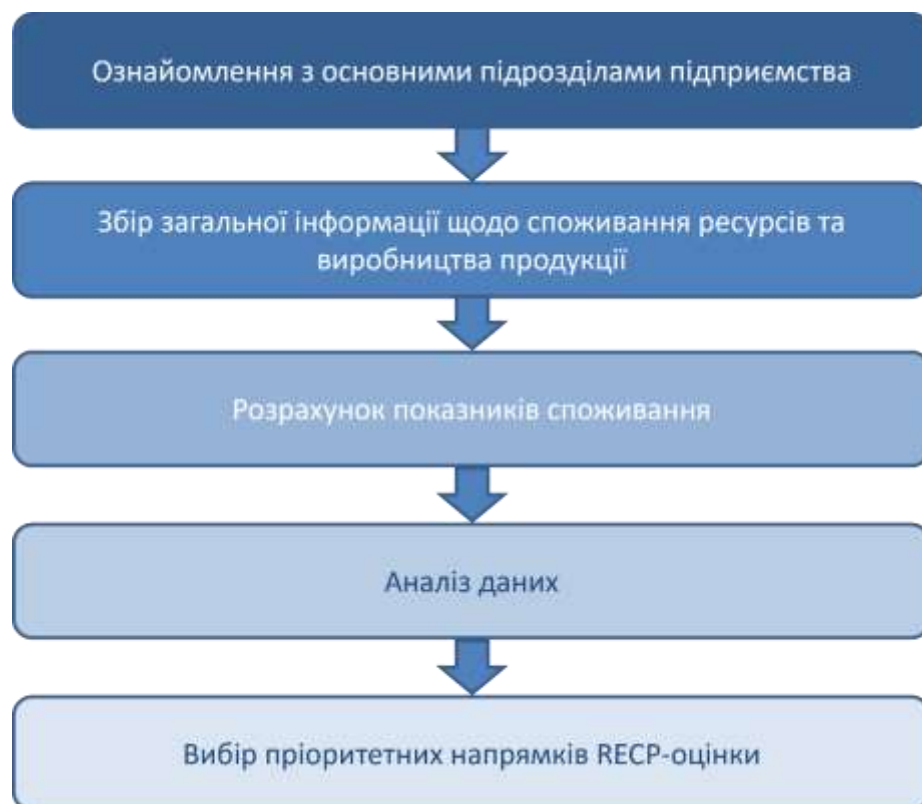 Ознайомлення з основними підрозділами підприємства
Збір загальної інформації щодо споживання ресурсів та
виробництва продукції
Розрахунок показників споживання
Аналіз даних
Вибір пріоритетних напрямків RECP-оцінки